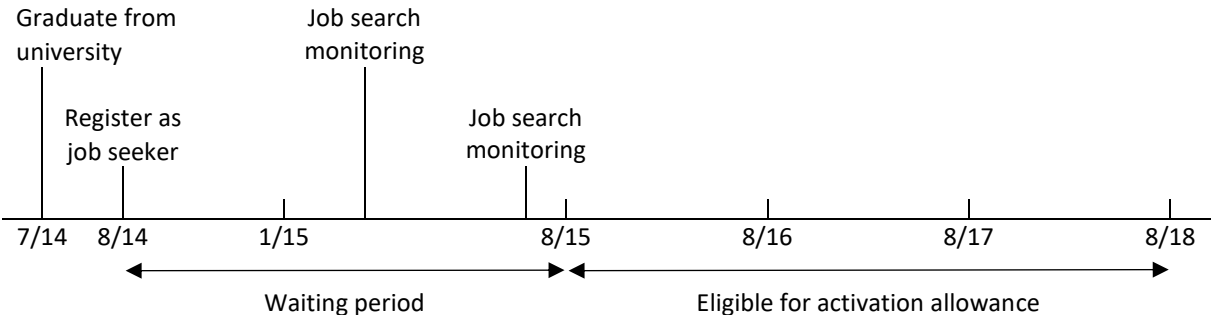 Graduate from
university
Job search
monitoring
Register as
job seeker
Job search
monitoring
7/14
8/14
1/15
8/15
8/16
8/17
8/18
Waiting period
Eligible for activation allowance